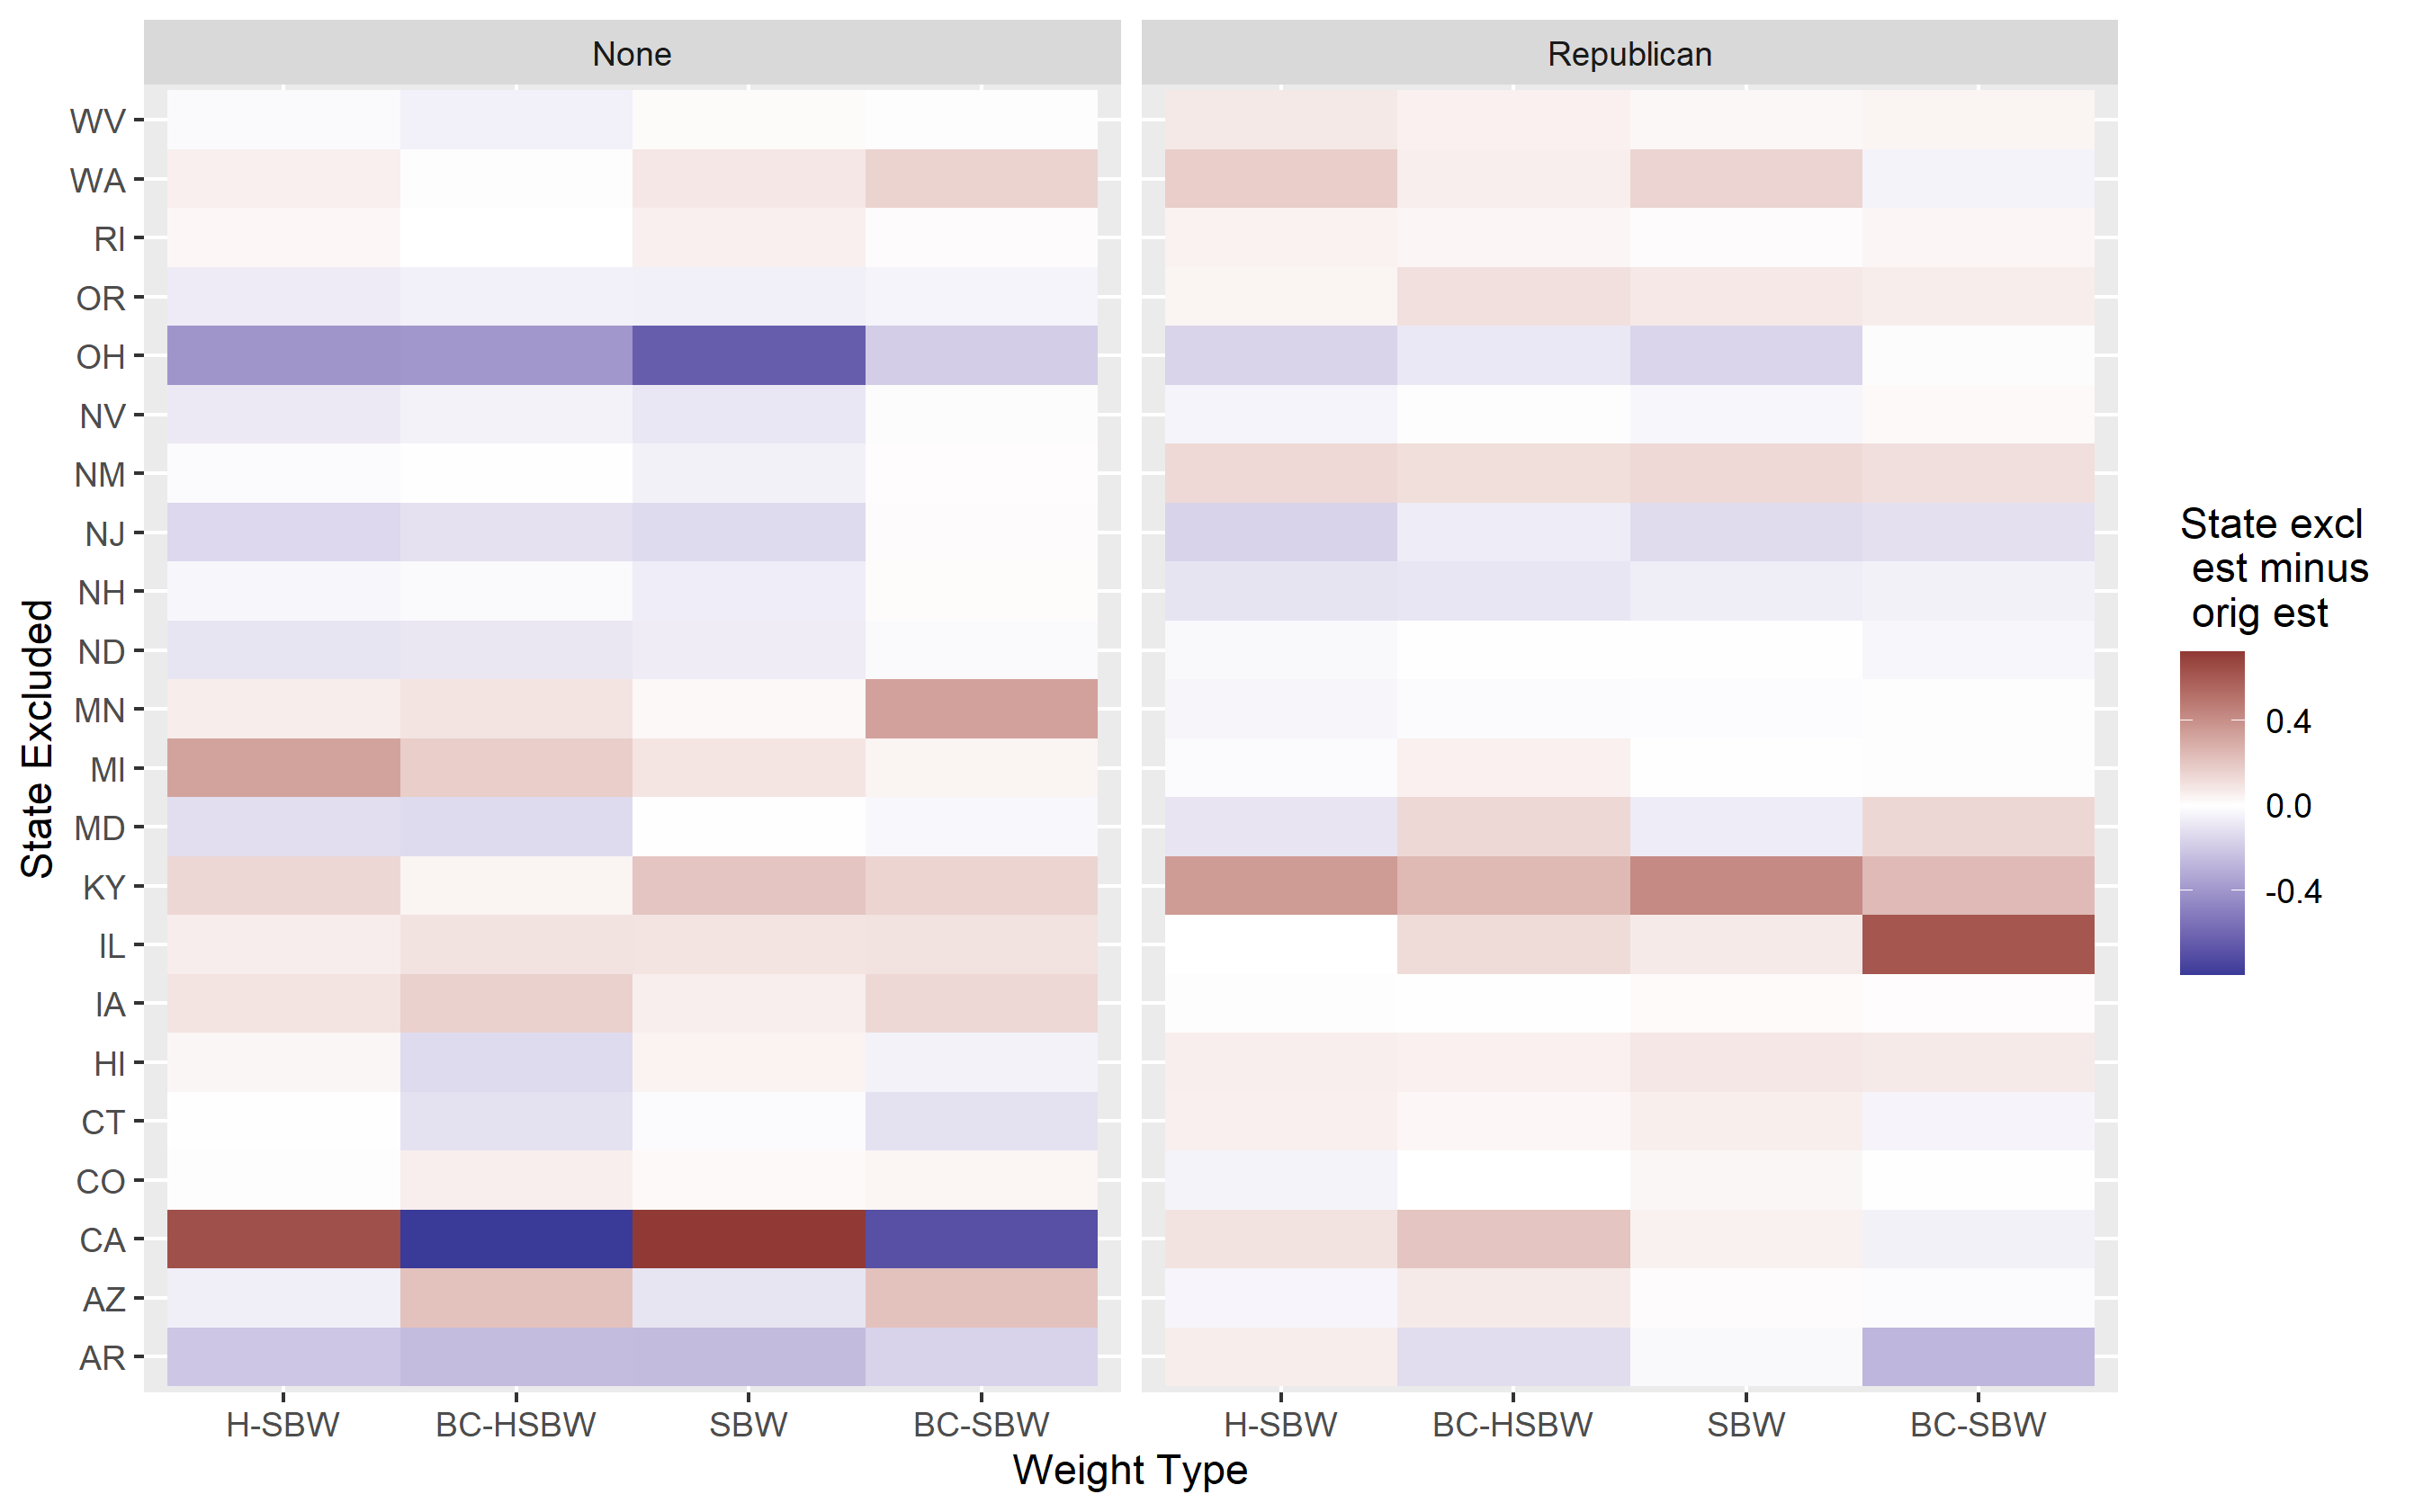 None
Republican
WV
WA
RI
OR
OH
NV
NM
NJ
NH
ND
MN
MI
MD
KY
IL
IA
HI
CT
CO
CA
AZ
AR
State Excluded
H-SBW
BC-HSBW
SBW
BC-SBW
H-SBW
BC-HSBW
SBW
BC-SBW
Weight Type
State excl
est minus
orig est
0.4
0.0
-0.4